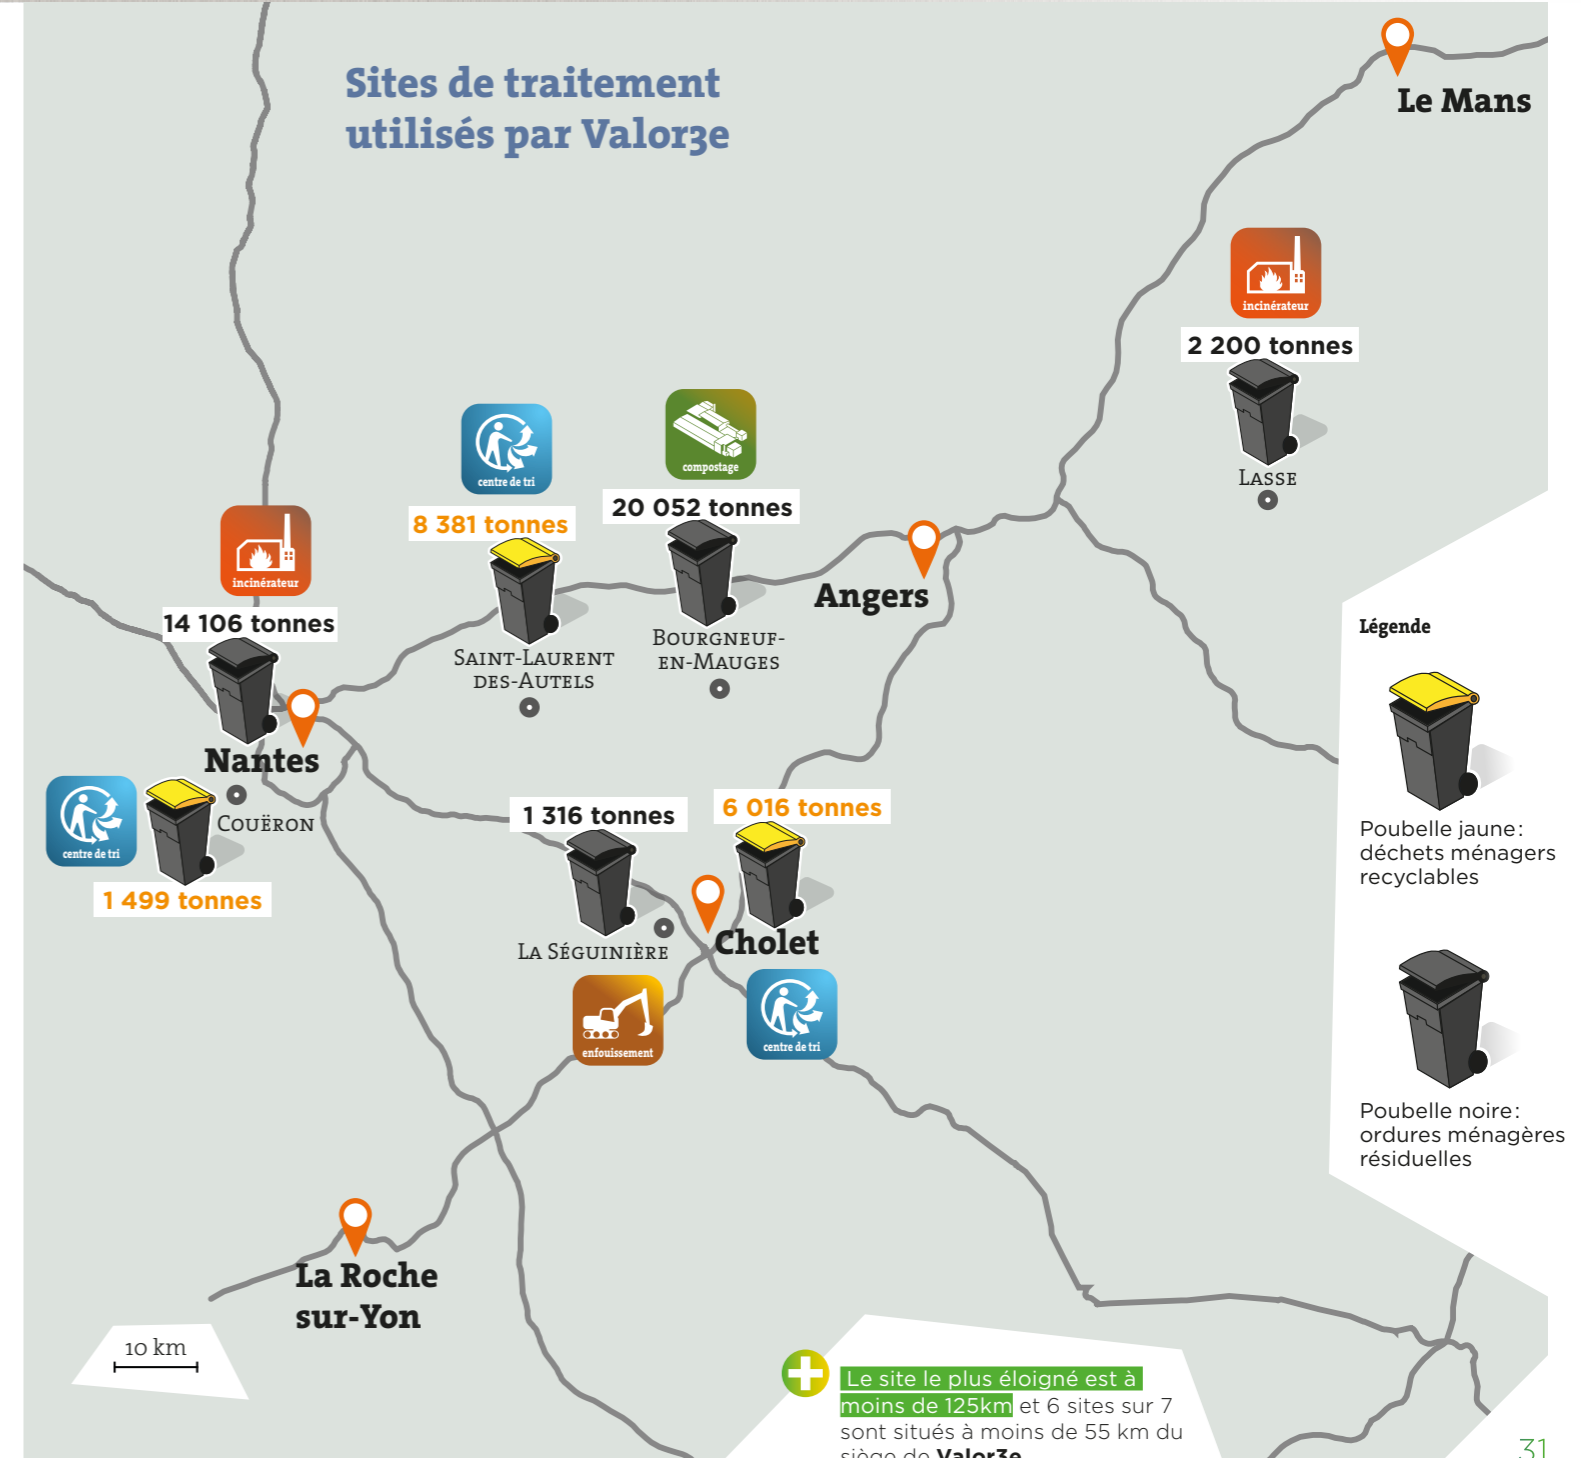 Sites de traitement
utilisés par Valor3e
Le Mans
incinérateur
2 200 tonnes
Lasse
centre de tri
8 381 tonnes
Saint-Laurent
des-Autels
compostage
20 052 tonnes
Bourgneuf-
en-Mauges
incinérateur
14 106 tonnes
Nantes
Angers
centre de tri
Couëron
1 499 tonnes
1 316 tonnes
La Séguinière
enfouissement
6 016 tonnes
Cholet
centre de tri
La Roche
sur-Yon
10 km
Légende
Poubelle jaune :
déchets ménagers
recyclables
Poubelle noire :
ordures ménagères
résiduelles
Le site le plus éloigné est à
moins de 125km et 6 sites sur 7
sont situés à moins de 55 km du
siège de Valor3e
31